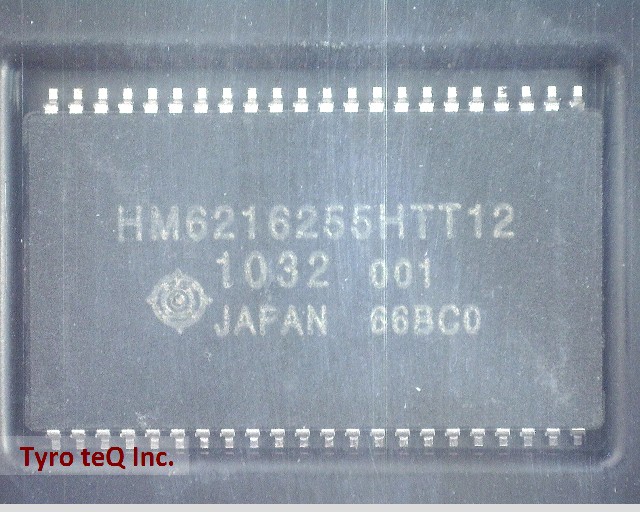 HM6216255HTT12
1032 001
JAPAN 66BC0
Tyro teQ Inc.